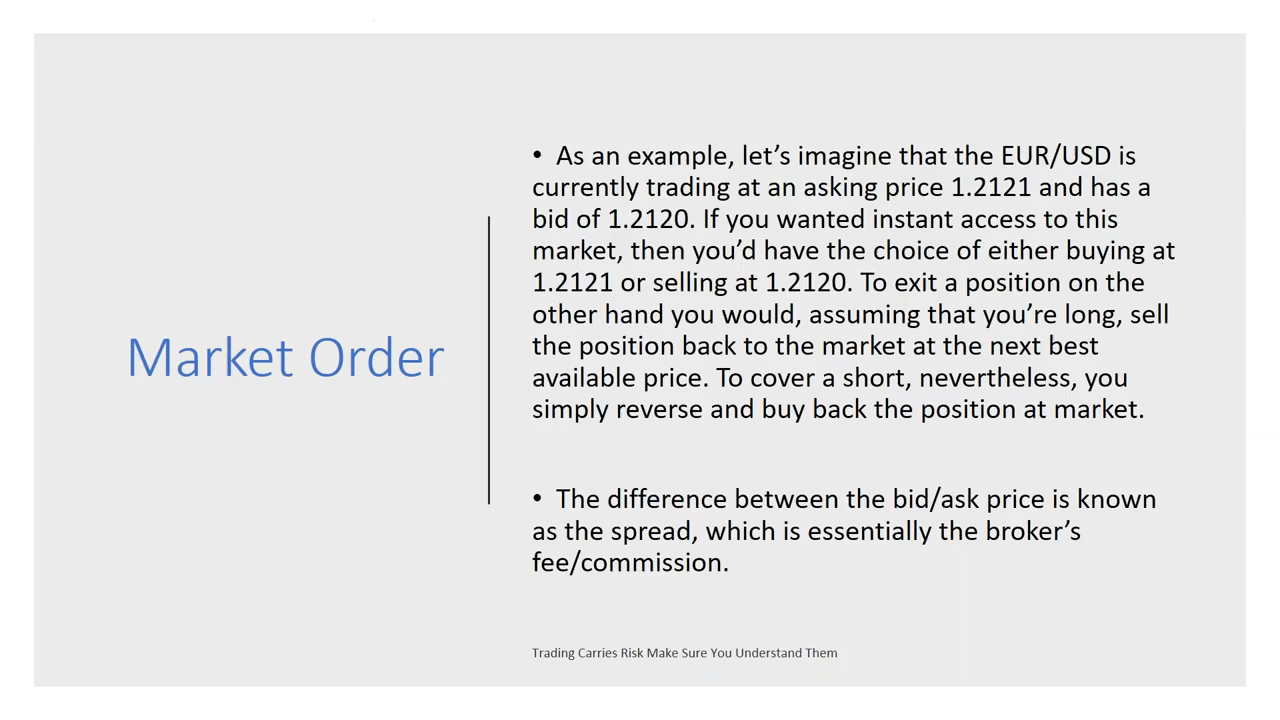 Market Order
• As an example, let’s imagine that the EUR/USD is
currently trading at an asking price 1.2121 and has a
bid of 1.2120. If you wanted instant access to this
market, then you’d have the choice of either buying at
1.2121 or selling at 1.2120. To exit a position on the
other hand you would, assuming that you’re long, sell
the position back to the market at the next best
available price. To cover a short, nevertheless, you
simply reverse and buy back the position at market.
• The difference between the bid/ask price is known
as the spread, which is essentially the broker’s
fee/commission.
Trading Carries Risk Make Sure You Understand Them